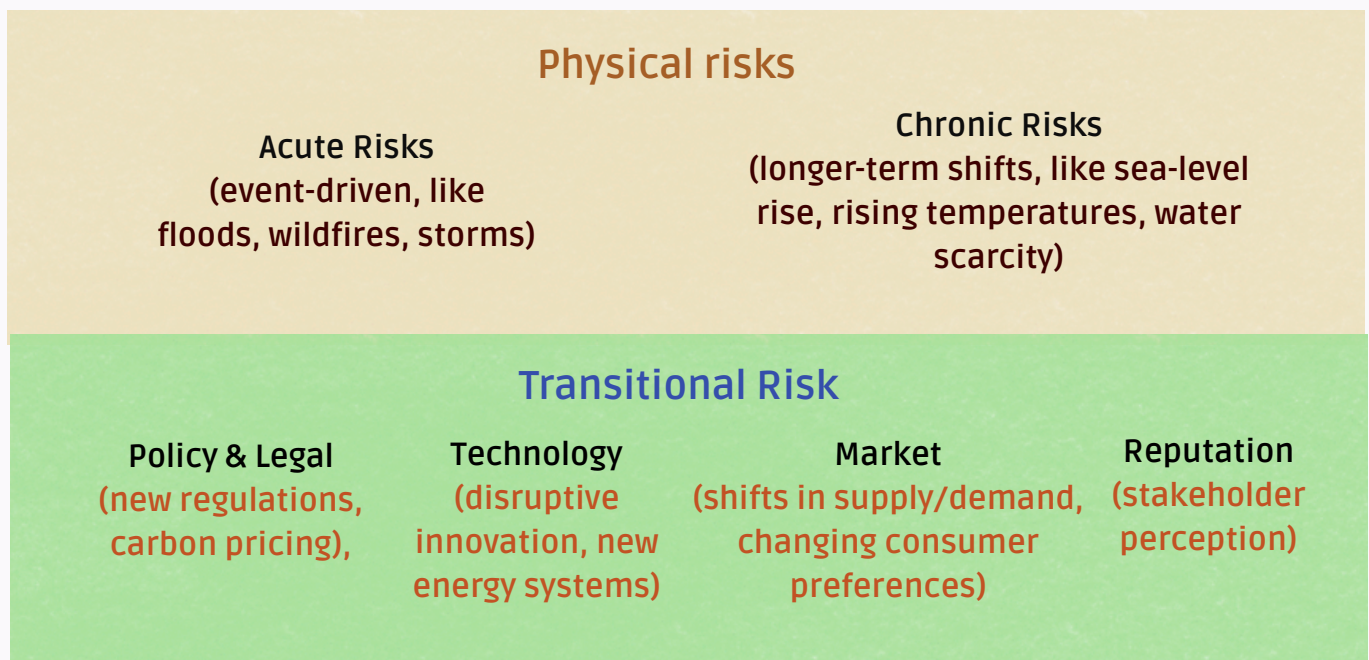 Physical risks
Acute Risks
(event-driven, like
floods, wildfires, storms)
Chronic Risks
(longer-term shifts, like sea-level
rise, rising temperatures, water
scarcity)
Transitional Risk
Policy & Legal
(new regulations,
carbon pricing),
Technology
(disruptive
innovation, new
energy systems)
Market
(shifts in supply/demand,
changing consumer
preferences)
Reputation
(stakeholder
perception)